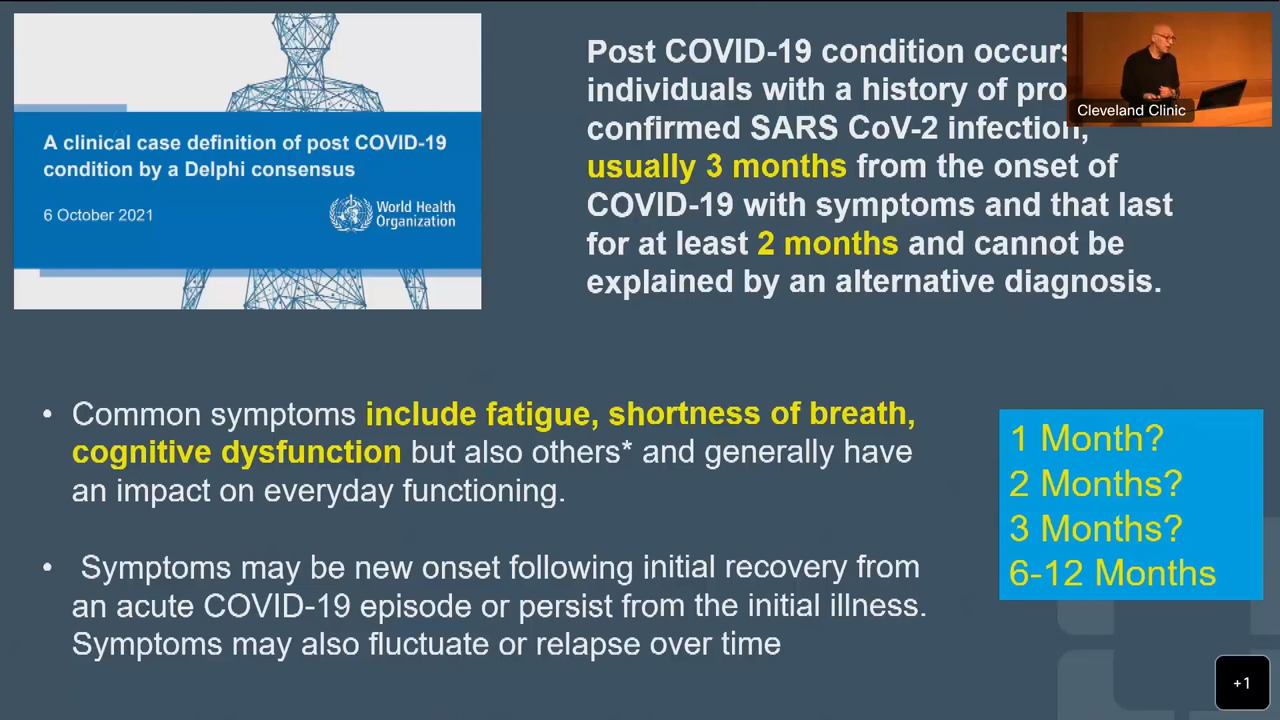 A clinical case definition of post COVID-19
condition by a Delphi consensus
6 October 2021
World Health
Organization
Post COVID-19 condition occurs
individuals with a history of
confirmed SARS CoV-2 infection,
usually 3 months from the onset of
COVID-19 with symptoms and that last
for at least 2 months and cannot be
explained by an alternative diagnosis.
Cleveland Clinic
• Common symptoms include fatigue, shortness of breath,
cognitive dysfunction but also others* and generally have
an impact on everyday functioning.
• Symptoms may be new onset following initial recovery from
an acute COVID-19 episode or persist from the initial illness.
Symptoms may also fluctuate or relapse over time
1 Month?
2 Months?
3 Months?
6-12 Months
+1